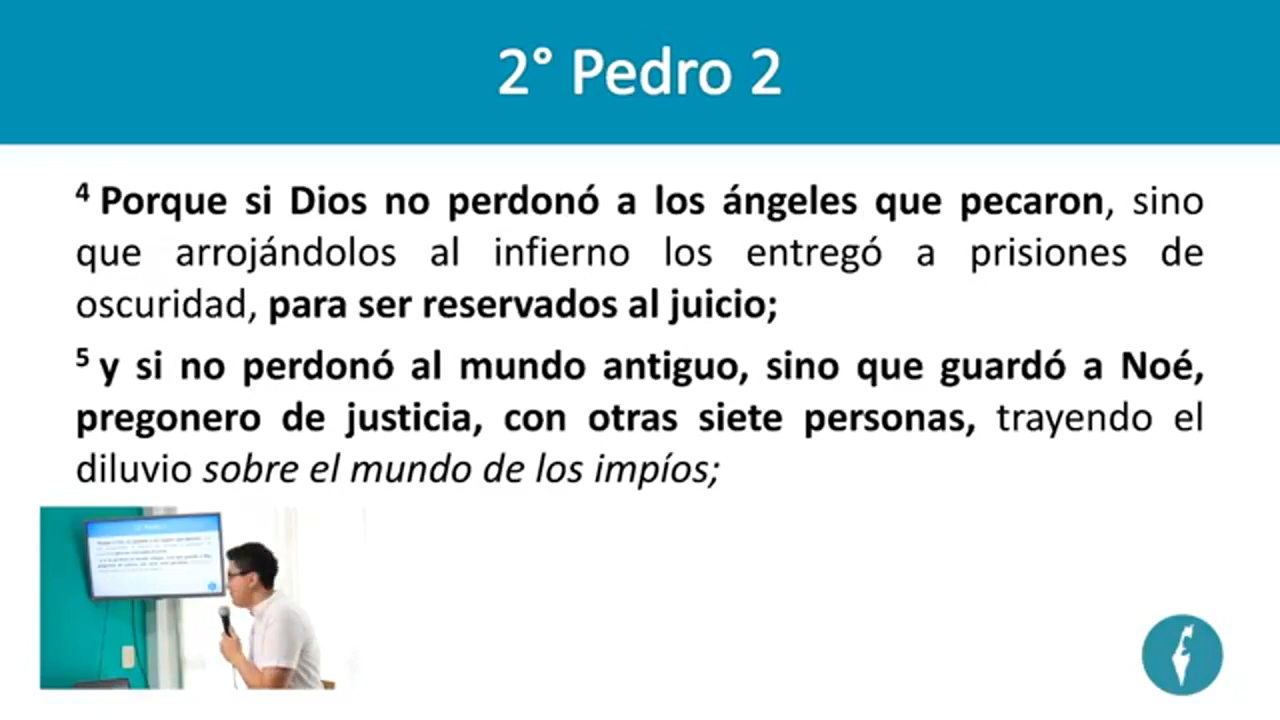 2° Pedro 2
4 Porque si Dios no perdonó a los ángeles que pecaron, sino
que arrojándolos al infierno los entregó a prisiones de
oscuridad, para ser reservados al juicio;
5 y si no perdonó al mundo antiguo, sino que guardó a Noé,
pregonero de justicia, con otras siete personas, trayendo el
diluvio sobre el mundo de los impíos;